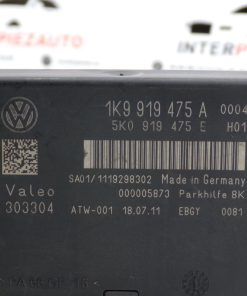 INTERPIEZAUTO
INTERP
1K9 919 475 A 0004
5K0 919 475 E H01
SA01/1119298302 Made in Germany
000005873 Parkhilfe 8K
Valeo
303304
ATW-001 18.07.11 EBGY 0081